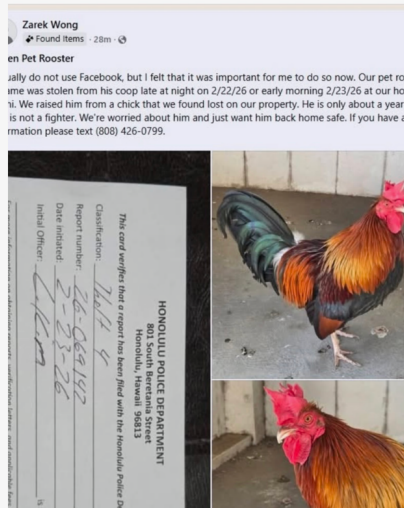 Zarek Wong
Found Items · 28m ·
en Pet Rooster
ually do not use Facebook, but I felt that it was important for me to do so now. Our pet ro
ame was stolen from his coop late at night on 2/22/26 or early morning 2/23/26 at our ho
ni. We raised him from a chick that we found lost on our property. He is only about a year
is not a fighter. We're worried about him and just want him back home safe. If you have a
rmation please text (808) 426-0799.
HONOLULU POLICE DEPARTMENT
801 South Beretania Street
Honolulu, Hawaii 96813
This card verifies that a report has been filed with the Honolulu Police D
Classification: Theft 4
Report number: 26-069142
Date initiated: 2-23-26
Initial Officer:
is